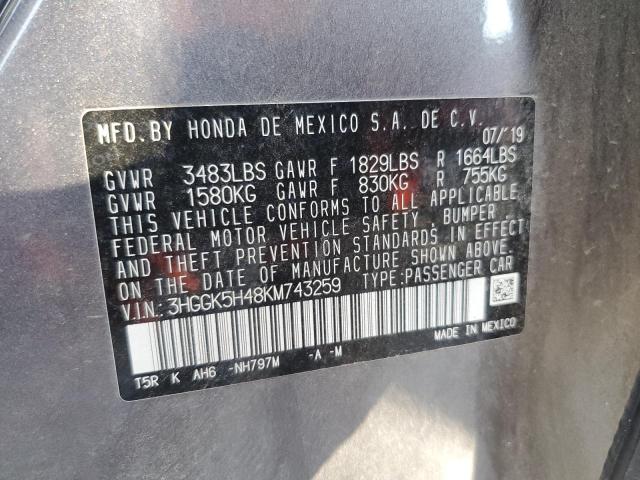 MFD. BY HONDA DE MEXICO S.A. DE C.V. 07/19
GVWR 3483LBS GAWR F 1829LBS R 1664LBS
GVWR 1580KG GAWR F 830KG R 755KG
THIS VEHICLE CONFORMS TO ALL APPLICABLE
FEDERAL MOTOR VEHICLE SAFETY, BUMPER,
AND THEFT PREVENTION STANDARDS IN EFFECT
ON THE DATE OF MANUFACTURE SHOWN ABOVE
V.I.N.: 3HGGK5H48KM743259 TYPE: PASSENGER CAR
T5R K AH6 -NH797M -A -M
MADE IN MEXICO